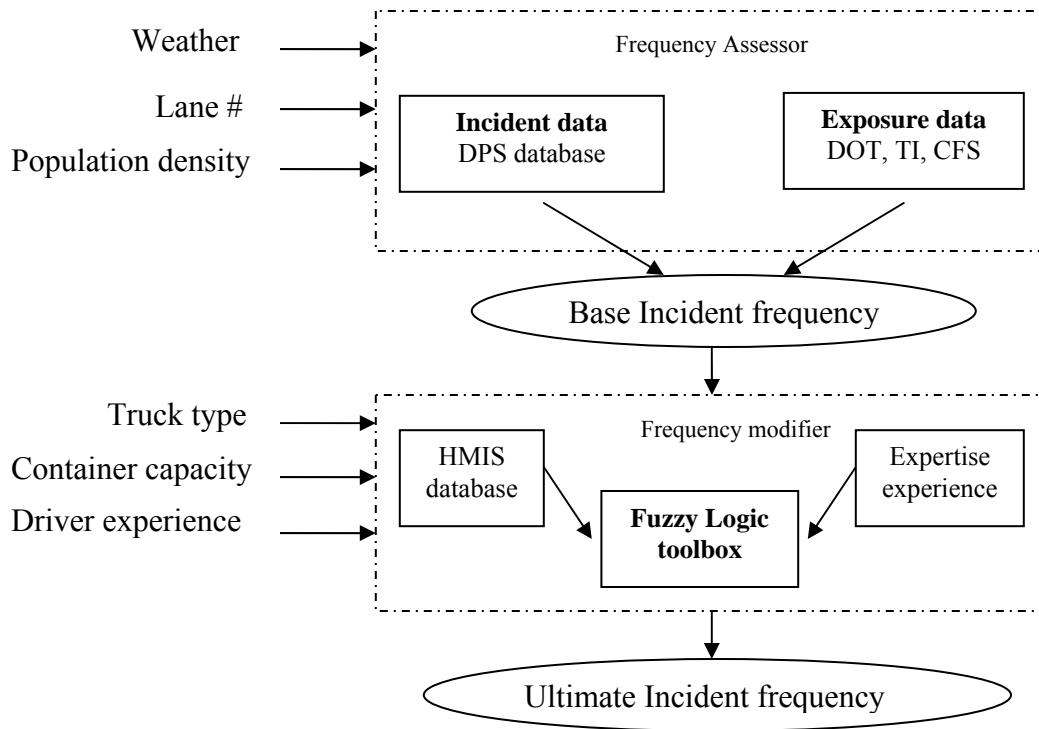 Weather
Frequency Assessor
Lane #
Population density
Incident data
DPS database
Exposure data
DOT, TI, CFS
Base Incident frequency
Truck type
Container capacity
Driver experience
Frequency modifier
HMIS
database
Expertise
experience
Fuzzy Logic
toolbox
Ultimate Incident frequency